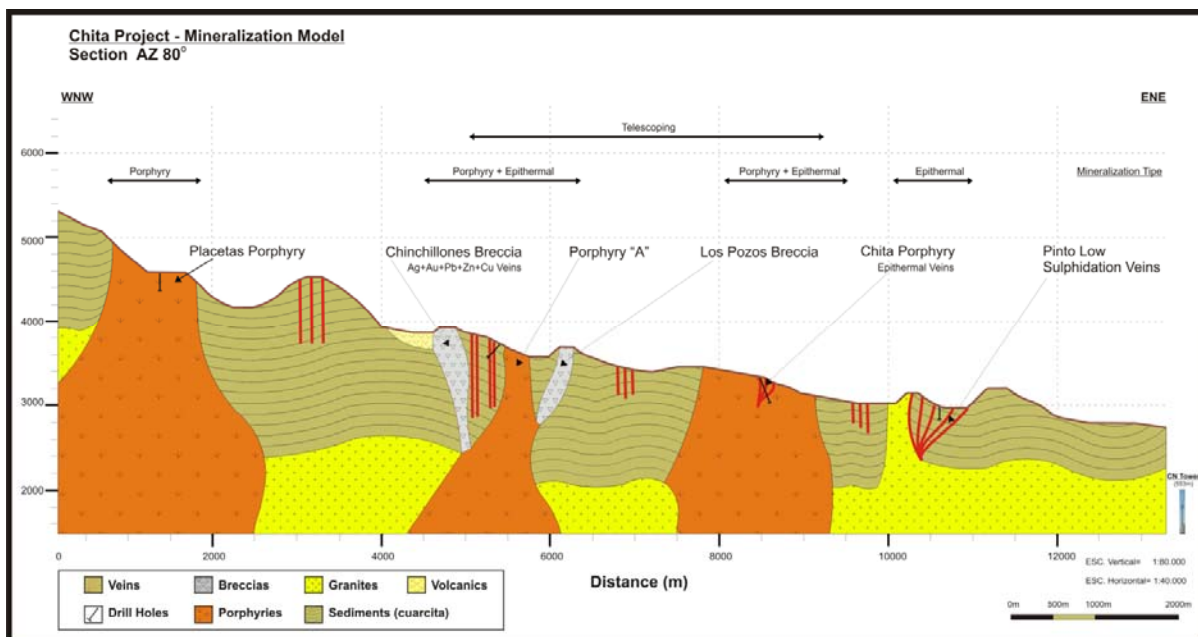 Chita Project - Mineralization Model
Section AZ 80°
WNW
ENE
Telescoping
Porphyry
Porphyry + Epithermal
Porphyry + Epithermal
Epithermal
Mineralization Tipe
Placetas Porphyry
Chinchillones Breccia
Ag+Au+Pb+Zn+Cu Veins
Porphyry "A"
Los Pozos Breccia
Chita Porphyry
Epithermal Veins
Pinto Low
Sulphidation Veins
6000
5000
4000
3000
2000
CN Tower
(553m)
0
2000
4000
6000
8000
10000
12000
Distance (m)
Veins
Breccias
Granites
Volcanics
Drill Holes
Porphyries
Sediments (cuarcita)
ESC. Vertical= 1:60.000
ESC. Horizontal= 1:40.000
0m 500m 1000m 2000m